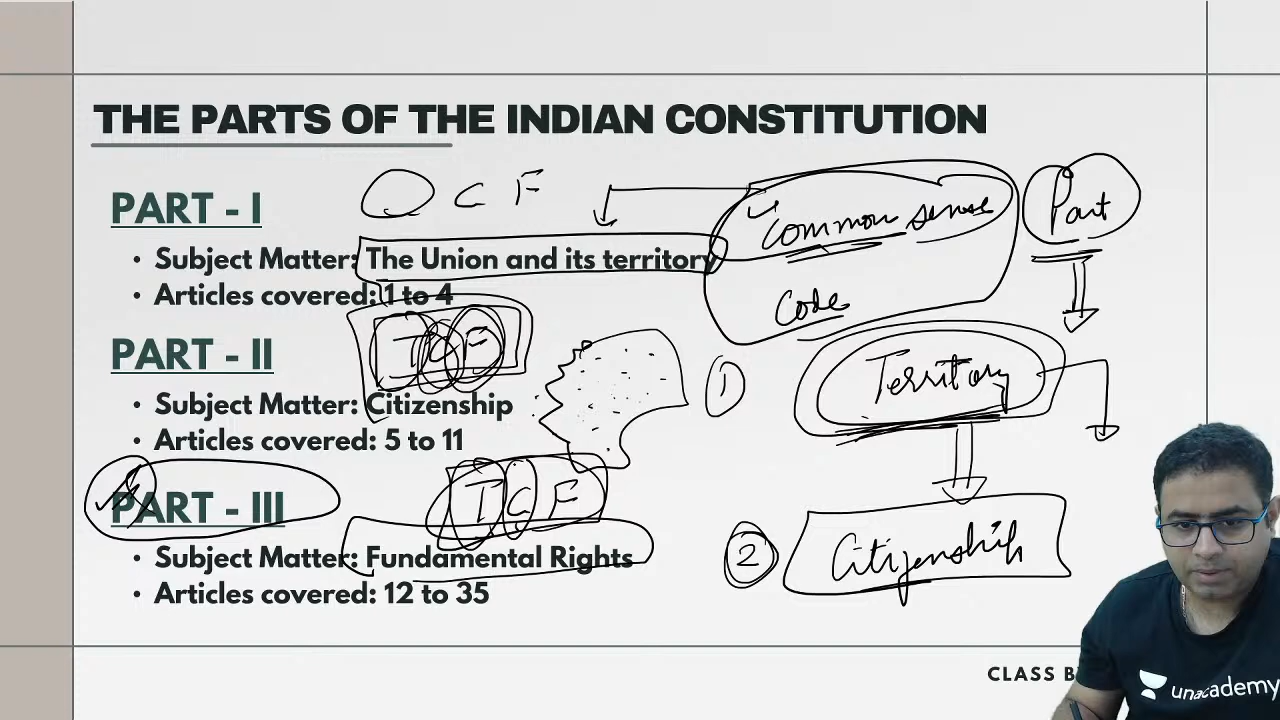 THE PARTS OF THE INDIAN CONSTITUTION
PART - I
O C F
Common sense
Part
• Subject Matter: The Union and its territory
• Articles covered: 1 to 4
Code
PART - II
T C F
1
Territory
• Subject Matter: Citizenship
• Articles covered: 5 to 11
PART - III
T C F
2
Citizenship
• Subject Matter: Fundamental Rights
• Articles covered: 12 to 35
CLASS B
unacademy